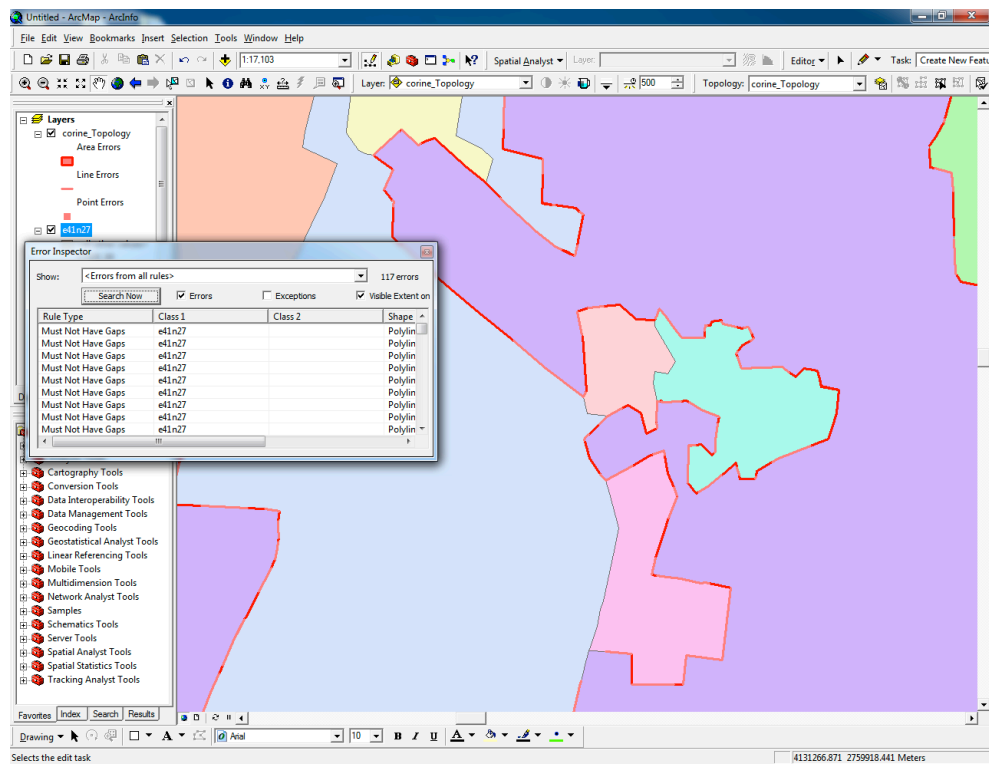 Untitled - ArcMap - ArcInfo
File Edit View Bookmarks Insert Selection Tools Window Help
1:17,103 Spatial Analyst Layer: Editor Task: Create New Featu
Layer: corine_Topology 500 Topology: corine_Topology
Layers
corine_Topology
Area Errors
Line Errors
Point Errors
e41n27
Error Inspector
Show: <Errors from all rules> 117 errors
Search Now Errors Exceptions Visible Extent on
Rule Type Class 1 Class 2 Shape
Must Not Have Gaps e41n27 Polylin
Must Not Have Gaps e41n27 Polylin
Must Not Have Gaps e41n27 Polylin
Must Not Have Gaps e41n27 Polylin
Must Not Have Gaps e41n27 Polylin
Must Not Have Gaps e41n27 Polylin
Must Not Have Gaps e41n27 Polylin
Must Not Have Gaps e41n27 Polylin
Must Not Have Gaps e41n27 Polylin
Cartography Tools
Conversion Tools
Data Interoperability Tools
Data Management Tools
Geocoding Tools
Geostatistical Analyst Tools
Linear Referencing Tools
Mobile Tools
Multidimension Tools
Network Analyst Tools
Samples
Schematics Tools
Server Tools
Spatial Analyst Tools
Spatial Statistics Tools
Tracking Analyst Tools
Favorites Index Search Results
Drawing A Arial 10 B I U A
Selects the edit task 4131266.871 2759918.441 Meters